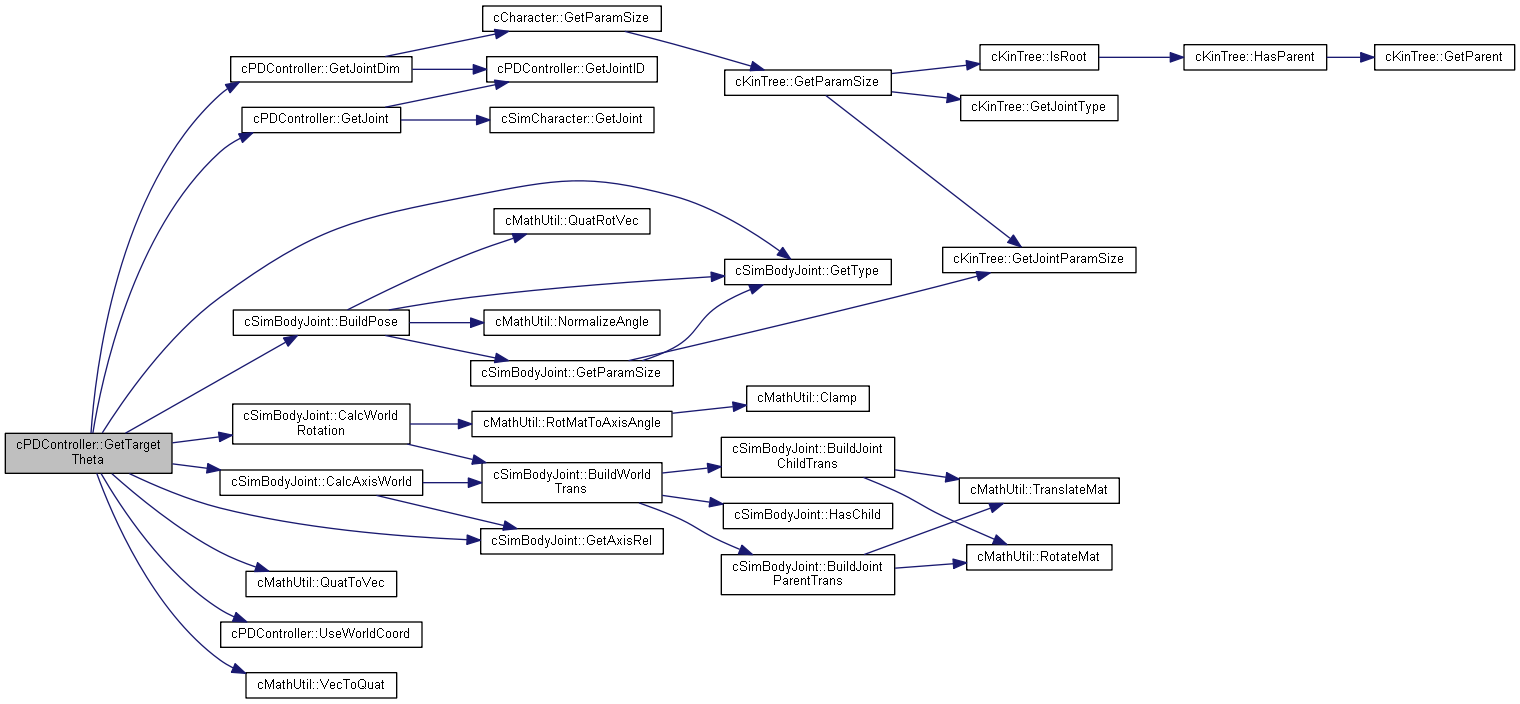 cCharacter::GetParamSize
cPDController::GetJointDim
cPDController::GetJointID
cKinTree::GetParamSize
cKinTree::IsRoot
cKinTree::HasParent
cKinTree::GetParent
cKinTree::GetJointType
cPDController::GetJoint
cSimCharacter::GetJoint
cMathUtil::QuatRotVec
cSimBodyJoint::GetType
cKinTree::GetJointParamSize
cSimBodyJoint::BuildPose
cMathUtil::NormalizeAngle
cSimBodyJoint::GetParamSize
cPDController::GetTarget
Theta
cSimBodyJoint::CalcWorld
Rotation
cMathUtil::RotMatToAxisAngle
cMathUtil::Clamp
cSimBodyJoint::CalcAxisWorld
cSimBodyJoint::BuildWorld
Trans
cSimBodyJoint::BuildJoint
ChildTrans
cSimBodyJoint::HasChild
cMathUtil::TranslateMat
cSimBodyJoint::GetAxisRel
cSimBodyJoint::BuildJoint
ParentTrans
cMathUtil::RotateMat
cMathUtil::QuatToVec
cPDController::UseWorldCoord
cMathUtil::VecToQuat